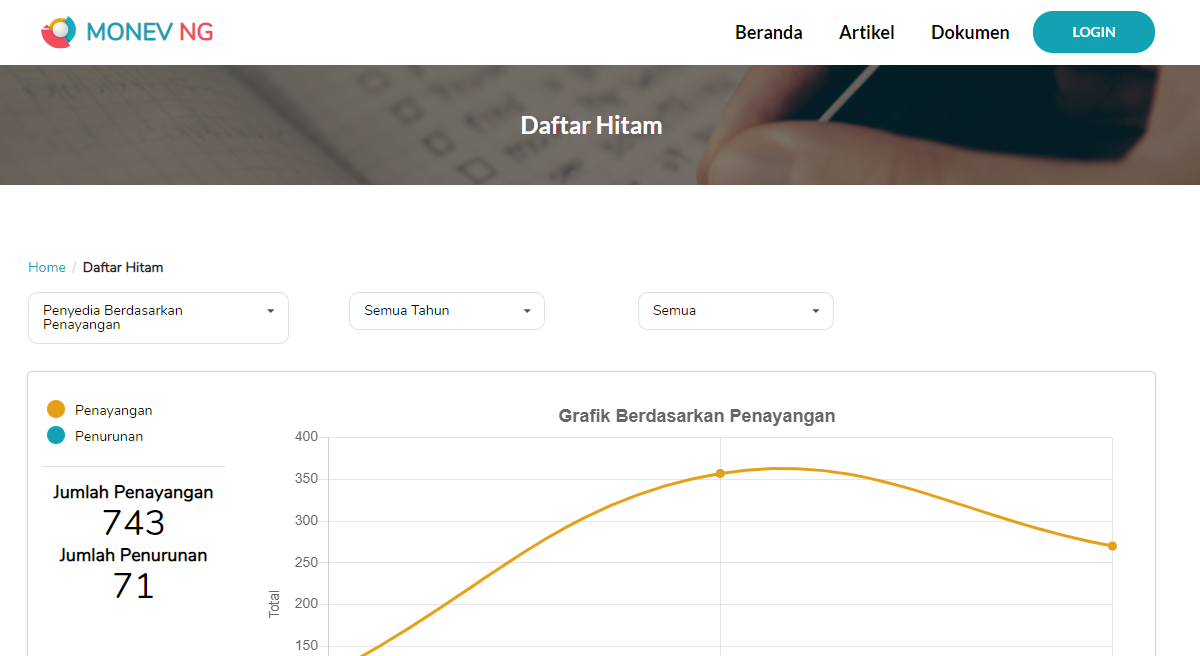 MONEV NG
Beranda
Artikel
Dokumen
LOGIN
Daftar Hitam
Home / Daftar Hitam
Penyedia Berdasarkan
Penayangan
Semua Tahun
Semua
Penayangan
Penurunan
Jumlah Penayangan
743
Jumlah Penurunan
71
Grafik Berdasarkan Penayangan
400
350
300
250
200
150
Total